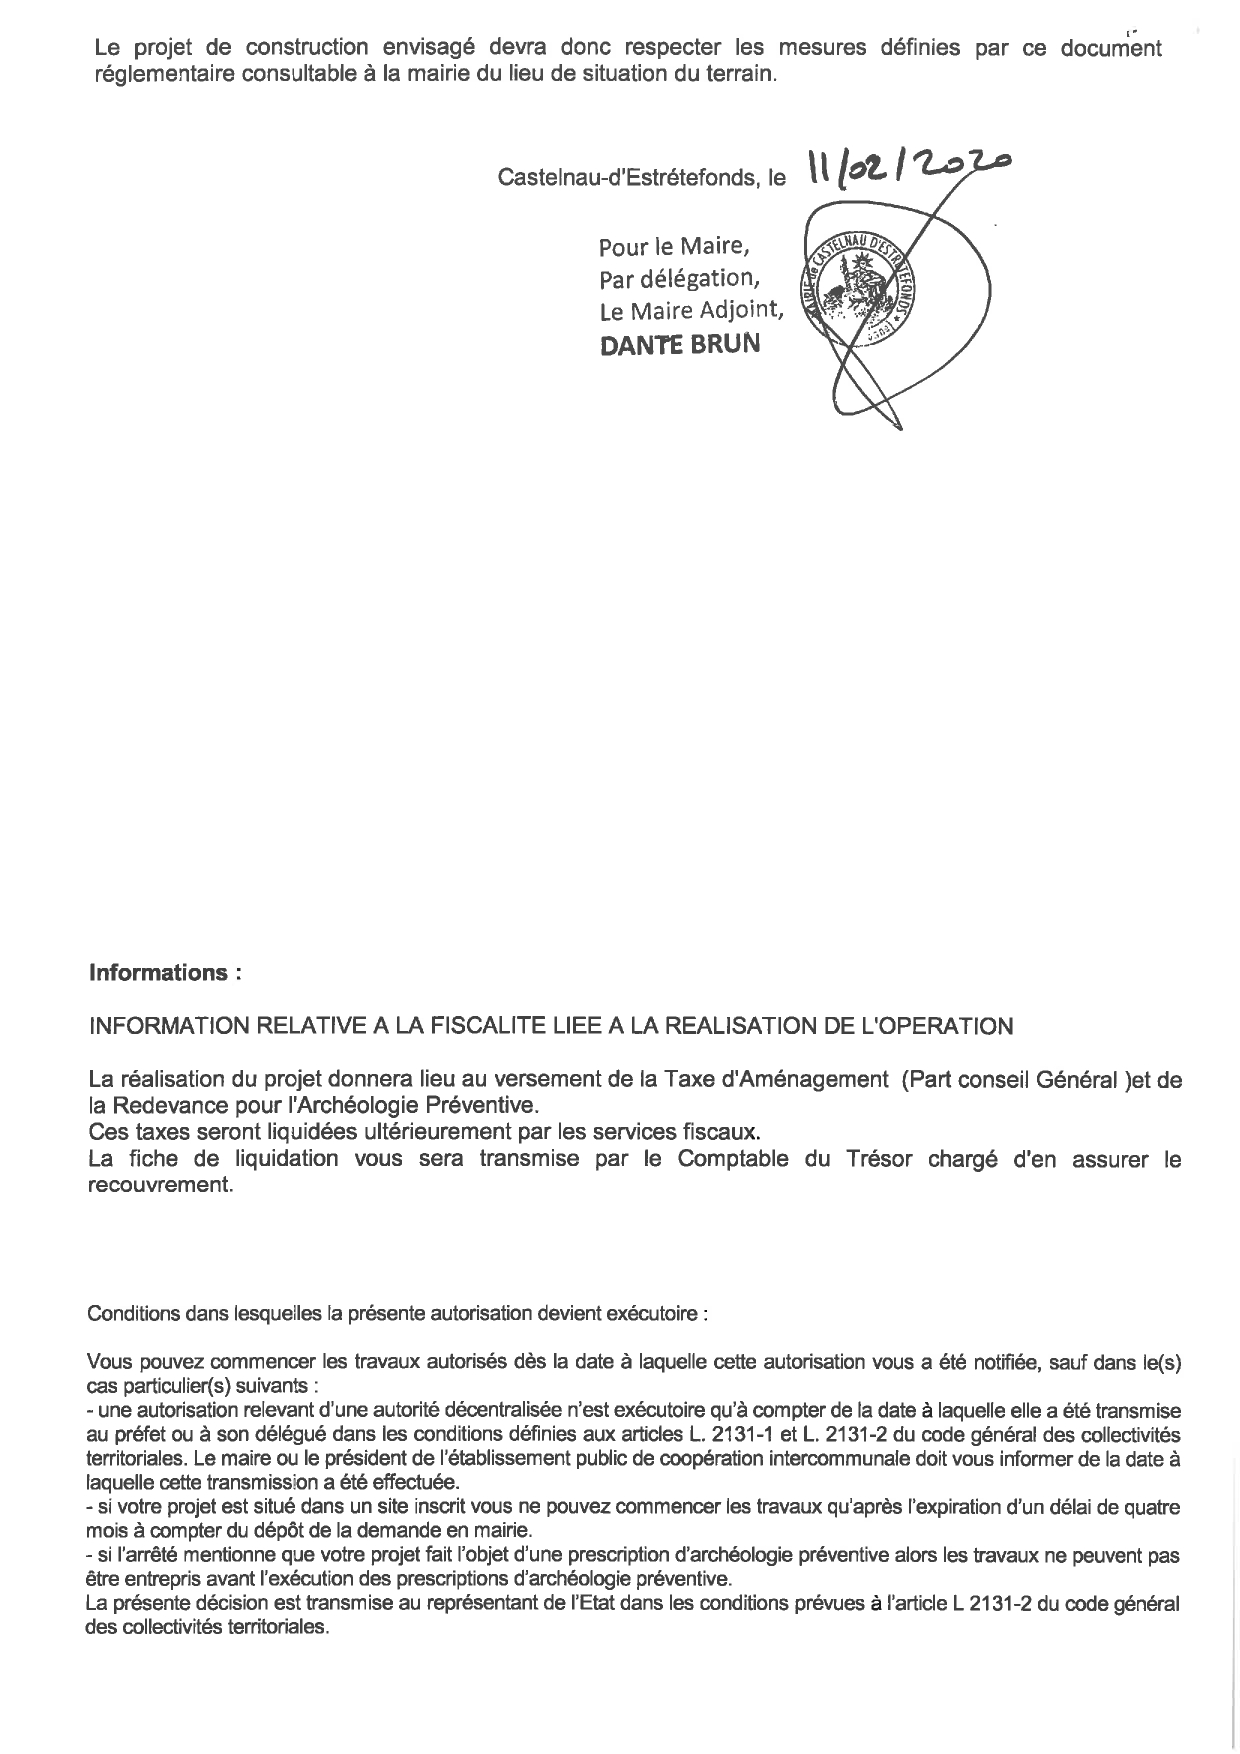 Le projet de construction envisagé devra donc respecter les mesures définies par ce document
réglementaire consultable à la mairie du lieu de situation du terrain.
Castelnau-d'Estrétefonds, le 11/02/2020
Pour le Maire,
Par délégation,
Le Maire Adjoint,
DANTE BRUN
MAIRIE de CASTELNAU D'ESTRETEFONDS
Informations :
INFORMATION RELATIVE A LA FISCALITE LIEE A LA REALISATION DE L'OPERATION
La réalisation du projet donnera lieu au versement de la Taxe d'Aménagement (Part conseil Général )et de
la Redevance pour l'Archéologie Préventive.
Ces taxes seront liquidées ultérieurement par les services fiscaux.
La fiche de liquidation vous sera transmise par le Comptable du Trésor chargé d'en assurer le
recouvrement.
Conditions dans lesquelles la présente autorisation devient exécutoire :
Vous pouvez commencer les travaux autorisés dès la date à laquelle cette autorisation vous a été notifiée, sauf dans le(s)
cas particulier(s) suivants :
- une autorisation relevant d'une autorité décentralisée n'est exécutoire qu'à compter de la date à laquelle elle a été transmise
au préfet ou à son délégué dans les conditions définies aux articles L. 2131-1 et L. 2131-2 du code général des collectivités
territoriales. Le maire ou le président de l'établissement public de coopération intercommunale doit vous informer de la date à
laquelle cette transmission a été effectuée.
- si votre projet est situé dans un site inscrit vous ne pouvez commencer les travaux qu'après l'expiration d'un délai de quatre
mois à compter du dépôt de la demande en mairie.
- si l'arrêté mentionne que votre projet fait l'objet d'une prescription d'archéologie préventive alors les travaux ne peuvent pas
être entrepris avant l'exécution des prescriptions d'archéologie préventive.
La présente décision est transmise au représentant de l'Etat dans les conditions prévues à l'article L 2131-2 du code général
des collectivités territoriales.